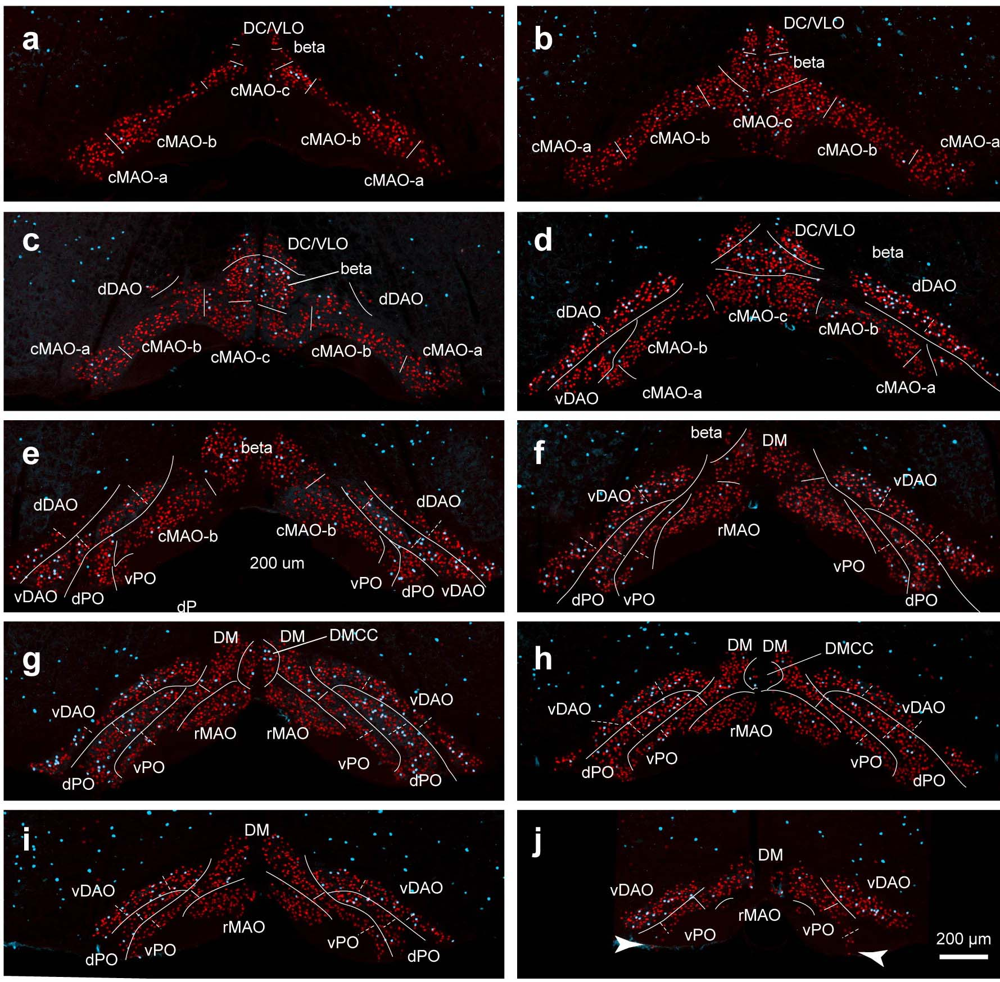 a
DC/VLO
beta
cMAO-c
cMAO-b
cMAO-b
cMAO-a
cMAO-a
b
DC/VLO
beta
cMAO-c
cMAO-b
cMAO-a
cMAO-b
cMAO-a
c
DC/VLO
beta
dDAO
dDAO
cMAO-a
cMAO-b
cMAO-c
cMAO-b
cMAO-a
d
DC/VLO
beta
dDAO
dDAO
cMAO-c
cMAO-b
cMAO-b
cMAO-a
vDAO
cMAO-a
e
beta
dDAO
dDAO
cMAO-b
cMAO-b
200 um
vPO
vPO
vDAO
dPO
dPO
vDAO
dP
f
beta
DM
vDAO
vDAO
rMAO
vPO
dPO
vPO
dPO
g
DM
DM
DMCC
vDAO
vDAO
rMAO
rMAO
vPO
vPO
dPO
dPO
h
DM
DM
DMCC
vDAO
vDAO
rMAO
vPO
vPO
dPO
dPO
i
DM
vDAO
vDAO
rMAO
vPO
vPO
dPO
dPO
j
DM
vDAO
vDAO
rMAO
vPO
vPO
200 µm